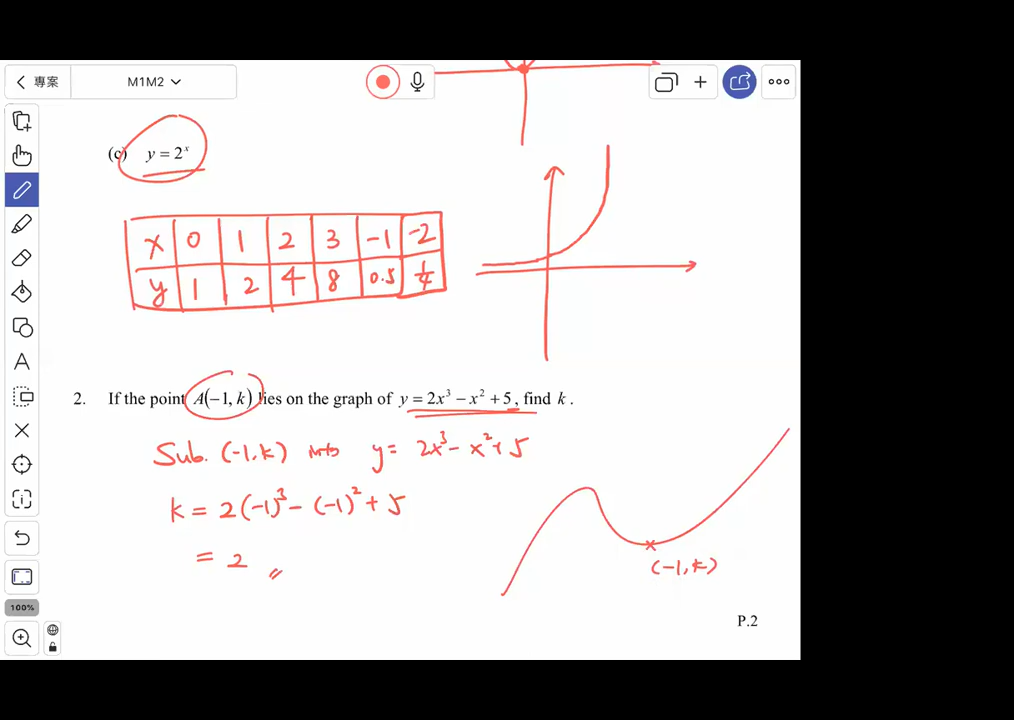 專案 M1M2
(c) y = 2ˣ
x 0 1 2 3 -1 -2
y 1 2 4 8 0.5 1/4
2. If the point A(−1, k) lies on the graph of y = 2x³ − x² + 5, find k.
Sub. (-1,k) into y = 2x³ - x² + 5
k = 2(-1)³ - (-1)² + 5
= 2
(-1,k)
100%
P.2